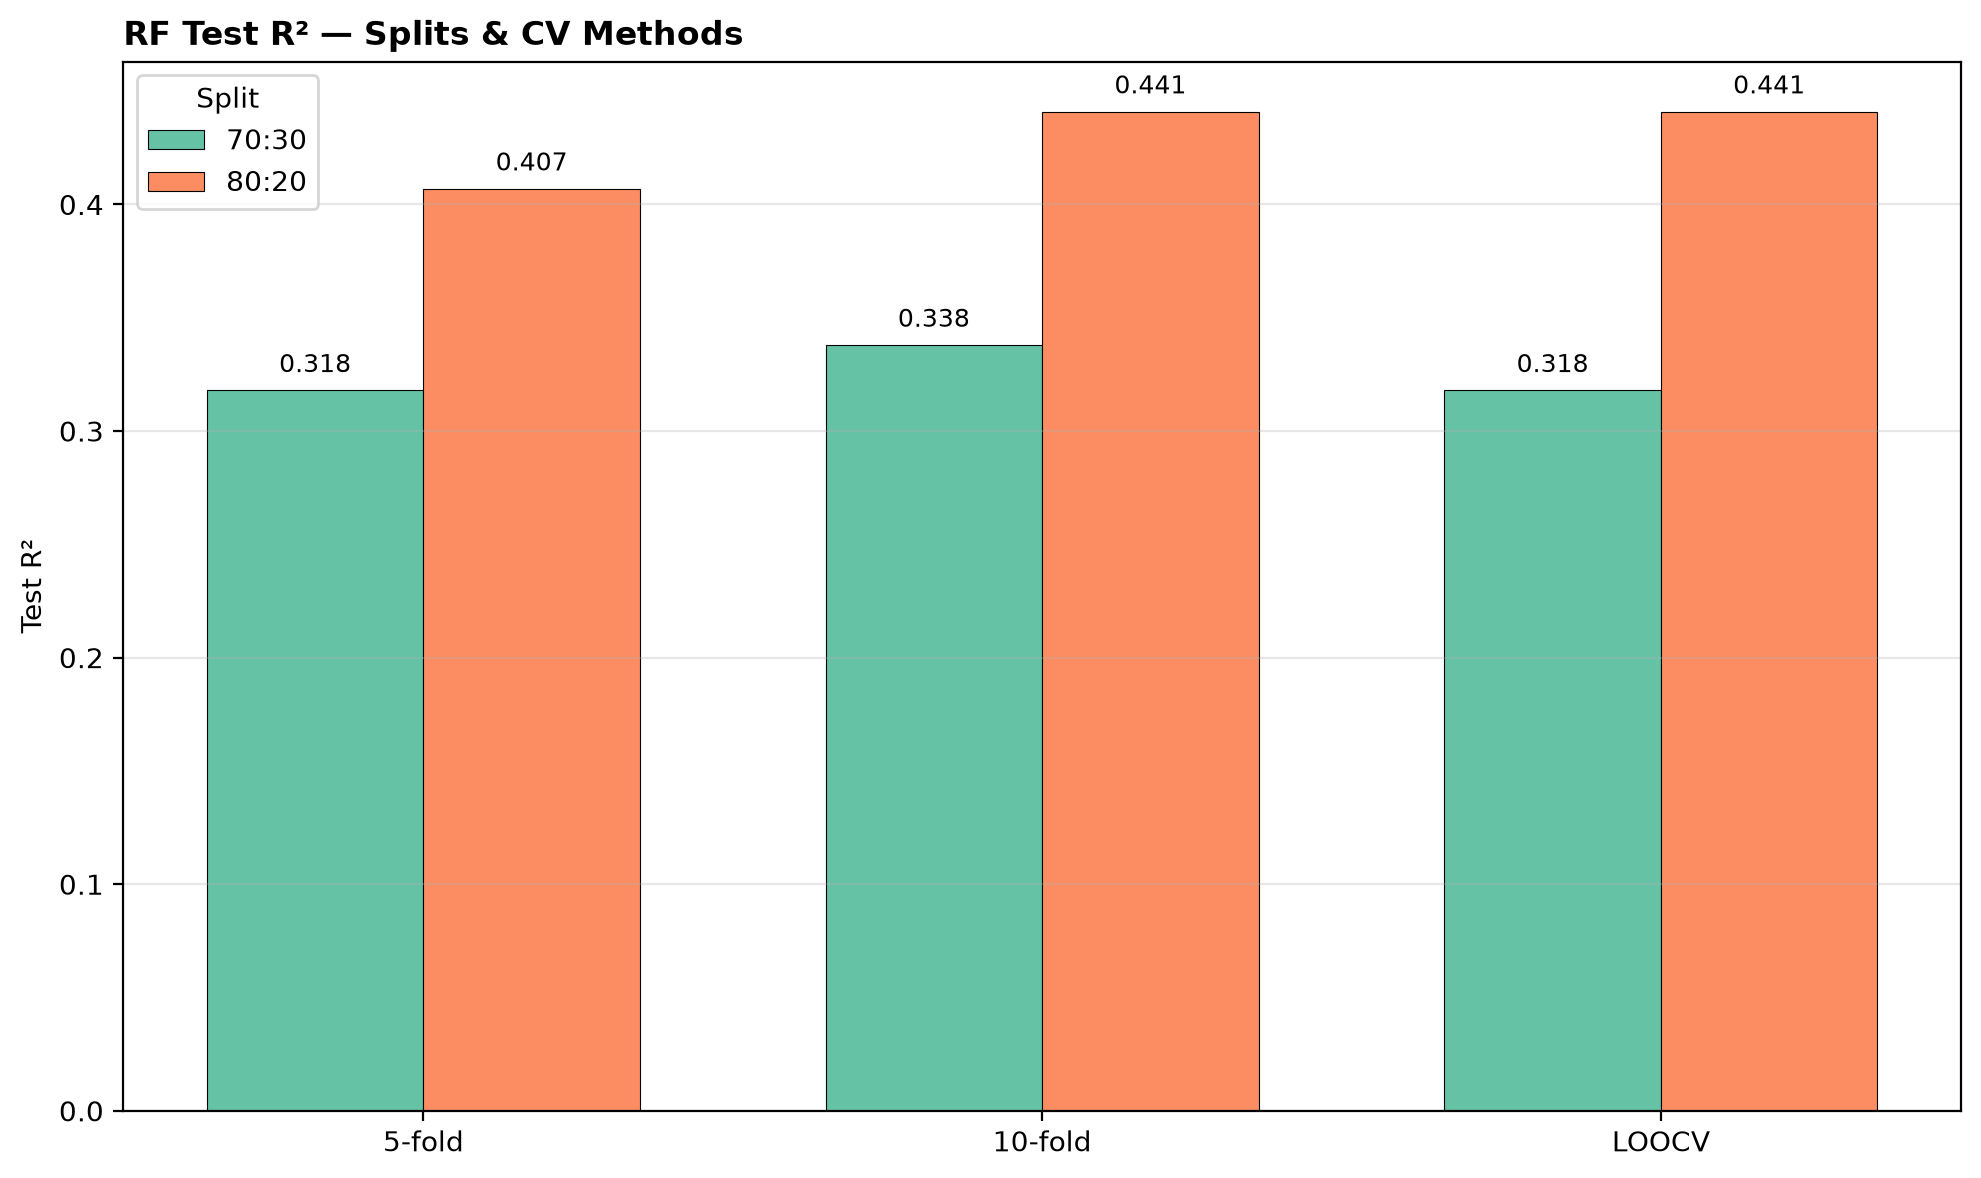 RF Test R² — Splits & CV Methods
Split
70:30
80:20
0.318
0.407
0.338
0.441
0.318
0.441
Test R²
0.4
0.3
0.2
0.1
0.0
5-fold
10-fold
LOOCV